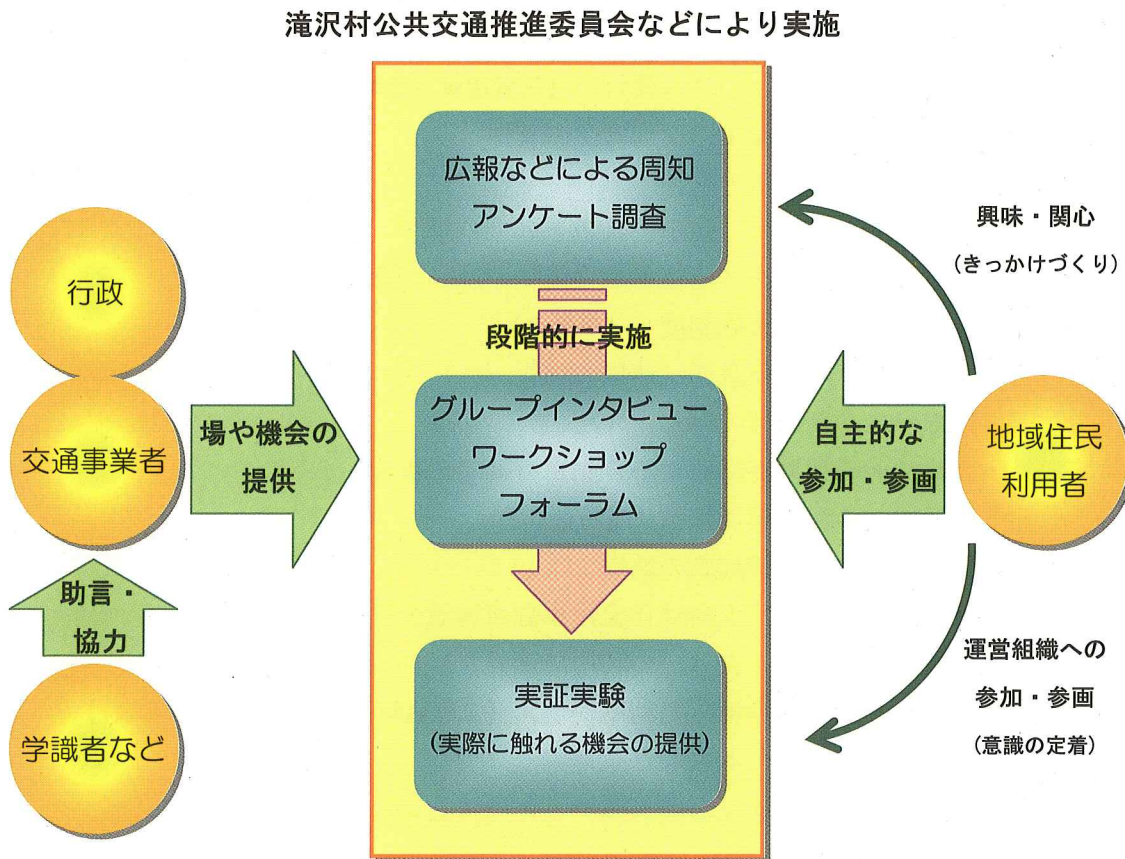 滝沢村公共交通推進委員会などにより実施
広報などによる周知
アンケート調査
段階的に実施
グループインタビュー
ワークショップ
フォーラム
実証実験
(実際に触れる機会の提供)
行政
交通事業者
場や機会の
提供
助言・
協力
学識者など
興味・関心
(きっかけづくり)
自主的な
参加・参画
地域住民
利用者
運営組織への
参加・参画
(意識の定着)